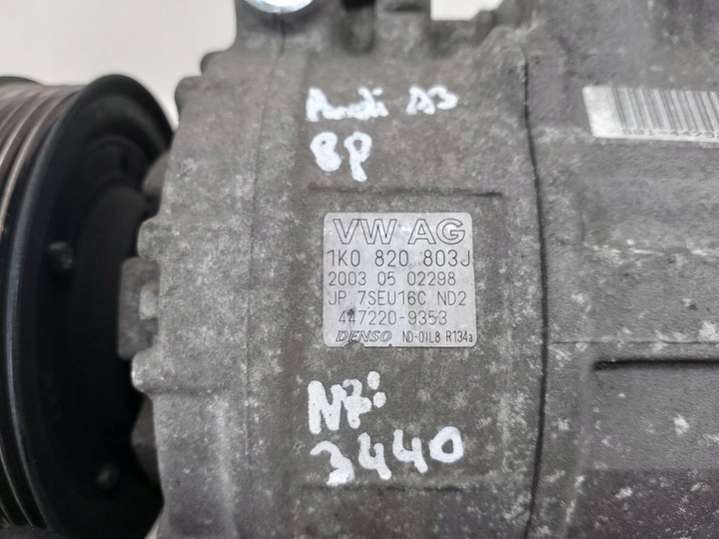 Audi A3
8P
VW AG
1K0 820 803J
2003 05 02298
JP 7SEU16C ND2
447220-9353
DENSO ND-OIL8 R134a
NZ:
3440